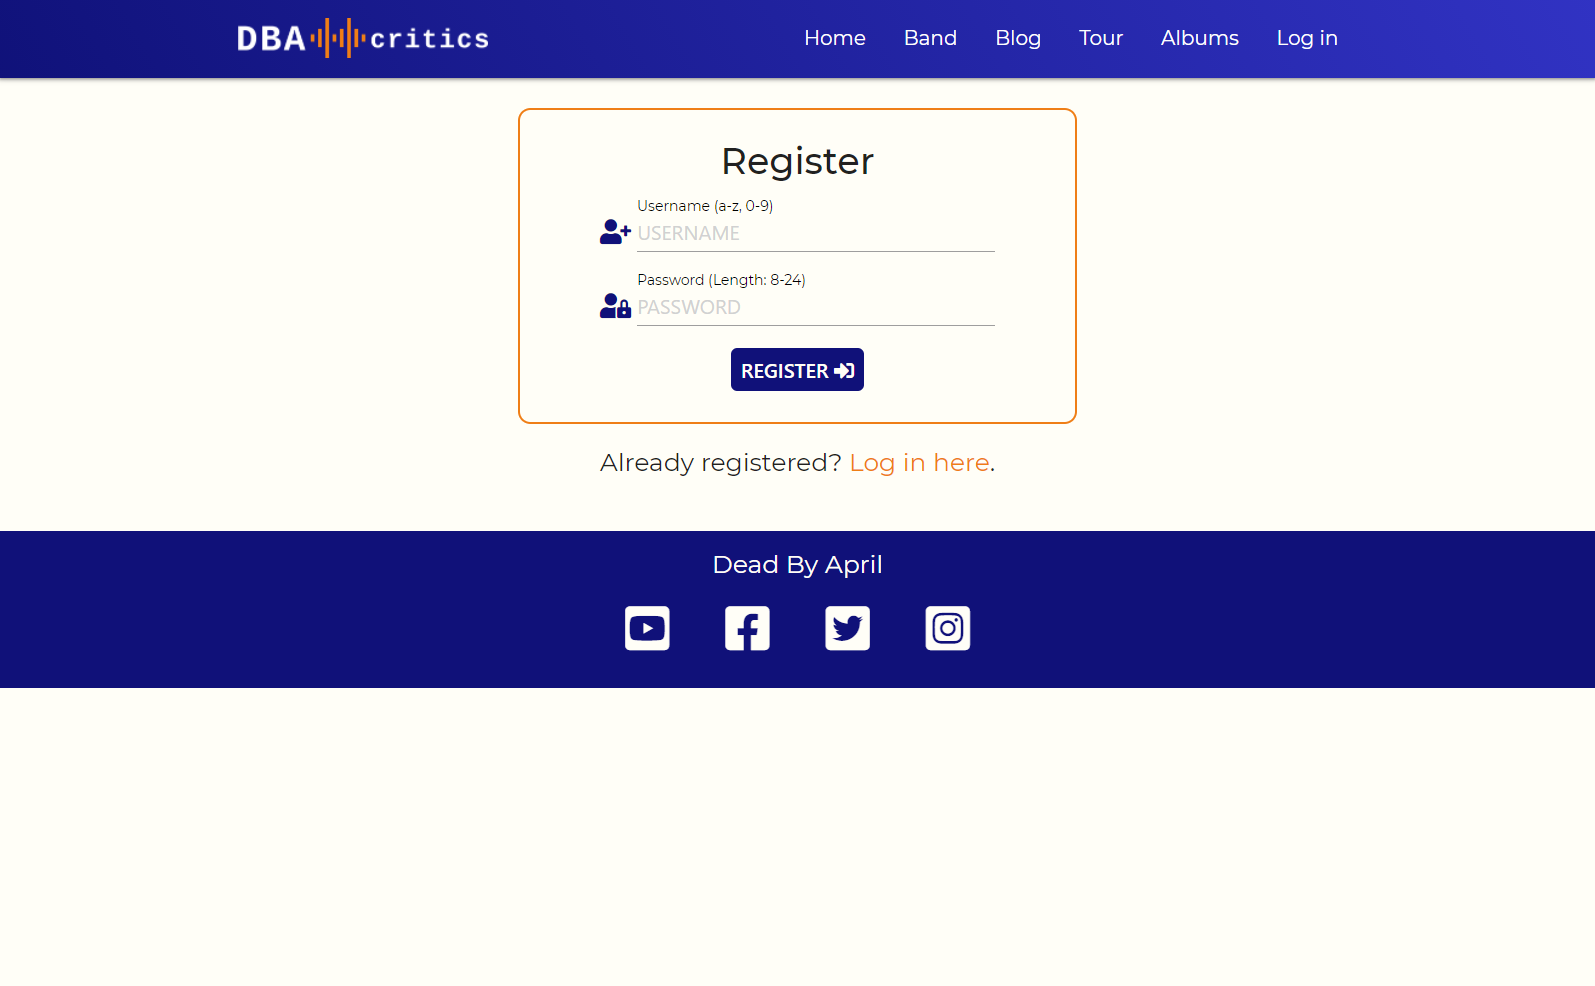 DBA critics
Home Band Blog Tour Albums Log in
Register
Username (a-z, 0-9)
USERNAME
Password (Length: 8-24)
PASSWORD
REGISTER
Already registered? Log in here.
Dead By April